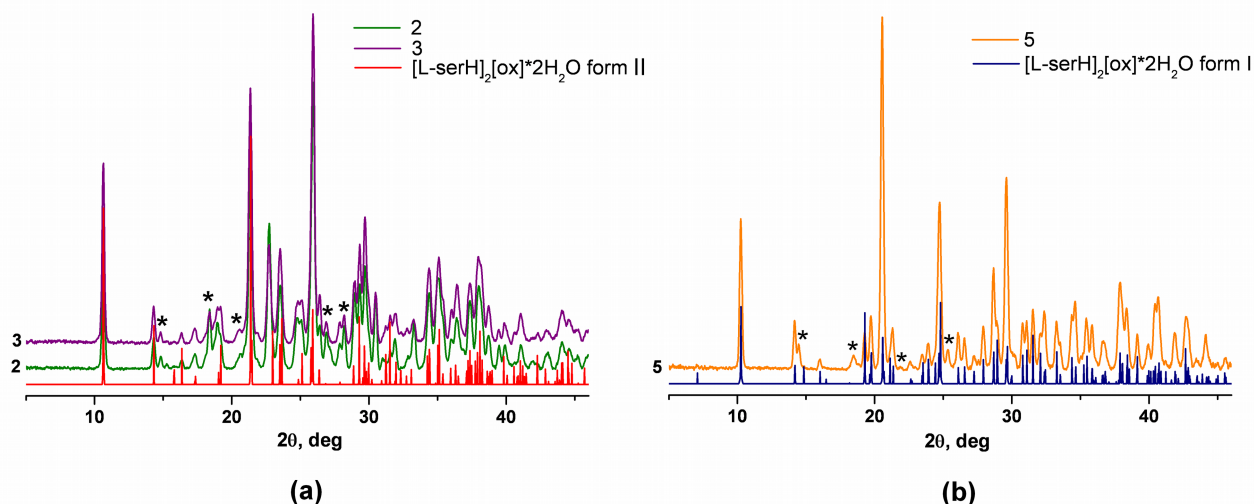 2
3
[L-serH]₂[ox]*2H₂O form II
* * * * *
3
2
10 20 30 40
2θ, deg
(a)
5
[L-serH]₂[ox]*2H₂O form I
* * * *
5
10 20 30 40
2θ, deg
(b)